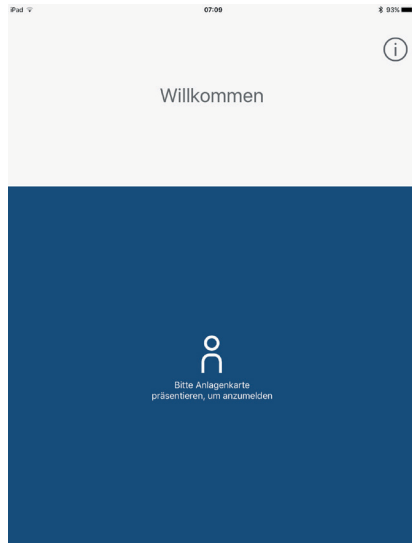 iPad 07:09 93%
i
Willkommen
Bitte Anlagenkarte
präsentieren, um anzumelden